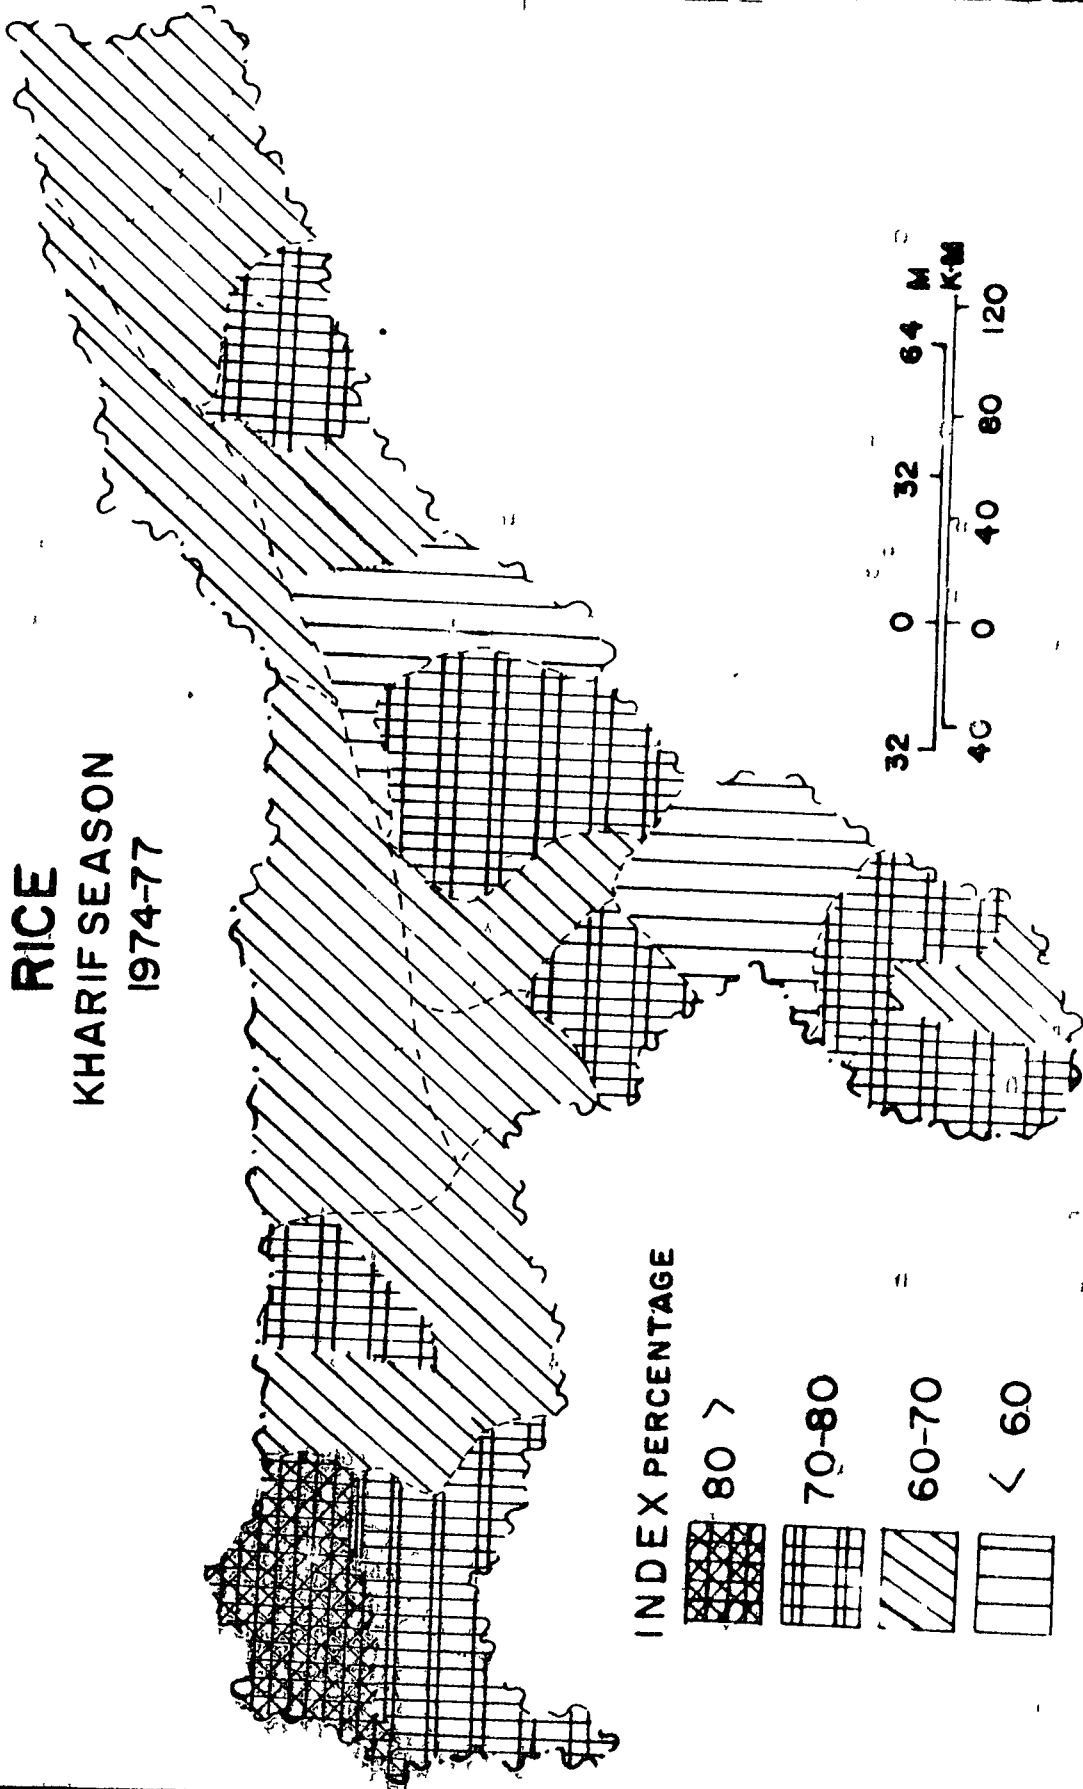 RICE
KHARIF SEASON
1974-77
32 0 32 64 M
40 0 40 80 120 KM
INDEX PERCENTAGE
80 >
70-80
60-70
< 60